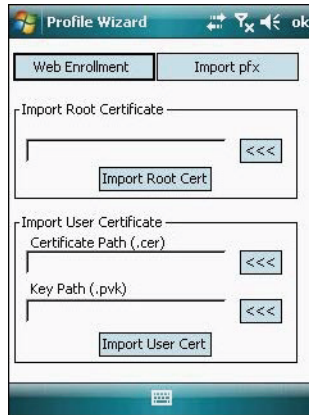 Profile Wizard ok
Web Enrollment Import pfx
Import Root Certificate
<<<
Import Root Cert
Import User Certificate
Certificate Path (.cer)
<<<
Key Path (.pvk)
<<<
Import User Cert